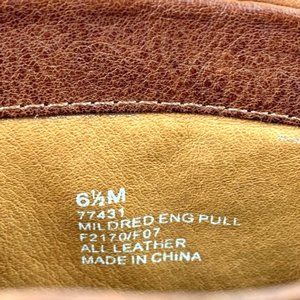 6½M
77431
MILDRED ENG PULL
F2170/F07
ALL LEATHER
MADE IN CHINA